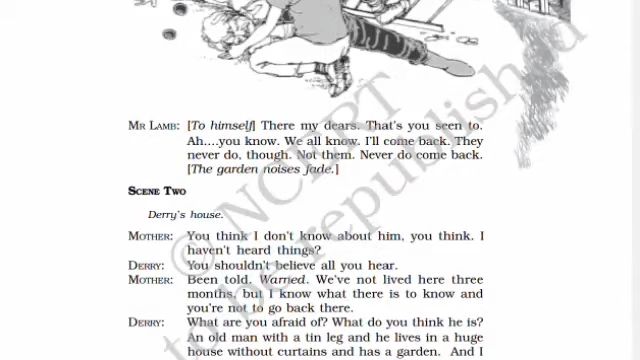 MR LAMB: [To himself] There my dears. That's you seen to.
Ah....you know. We all know. I'll come back. They
never do, though. Not them. Never do come back.
[The garden noises fade.]
SCENE TWO
Derry's house.
MOTHER: You think I don't know about him, you think. I
haven't heard things?
DERRY: You shouldn't believe all you hear.
MOTHER: Been told. Warned. We've not lived here three
months, but I know what there is to know and
you're not to go back there.
DERRY: What are you afraid of? What do you think he is?
An old man with a tin leg and he lives in a huge
house without curtains and has a garden. And I
© NCERT
to be republished